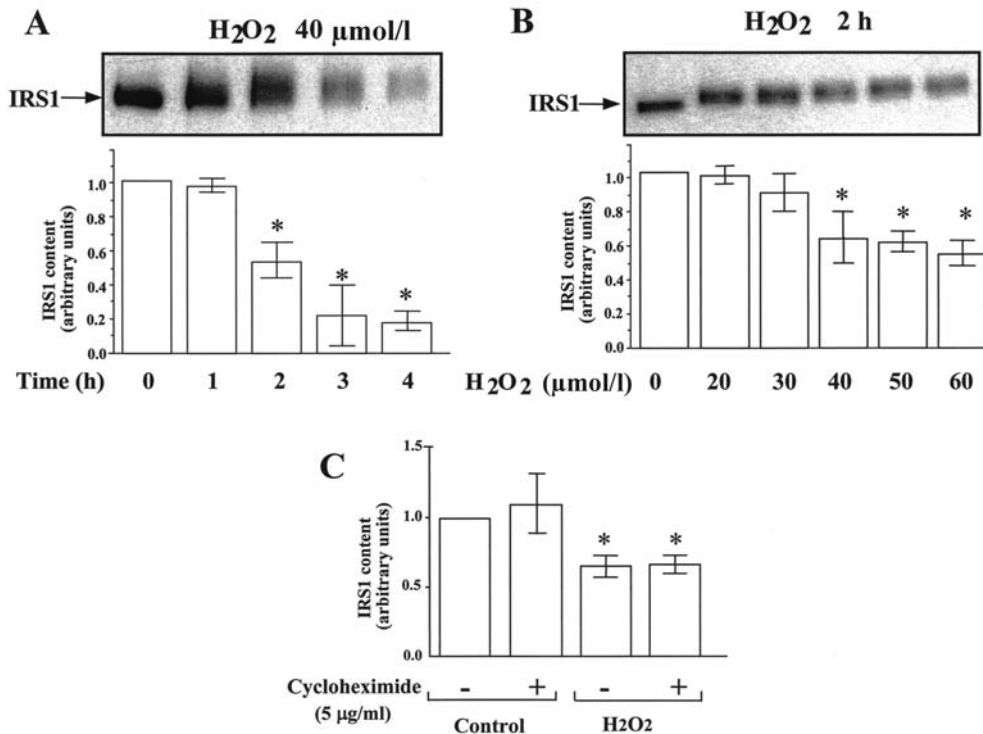 A
H2O2 40 µmol/l
IRS1
IRS1 content
(arbitrary units)
1.0
0.8
0.6
0.4
0.2
0.0
*
*
*
Time (h) 0 1 2 3 4
B
H2O2 2 h
IRS1
IRS1 content
(arbitrary units)
1.0
0.8
0.6
0.4
0.2
0.0
*
*
*
H2O2 (µmol/l) 0 20 30 40 50 60
C
IRS1 content
(arbitrary units)
1.5
1.0
0.5
0.0
*
*
Cycloheximide - + - +
(5 µg/ml)
Control H2O2